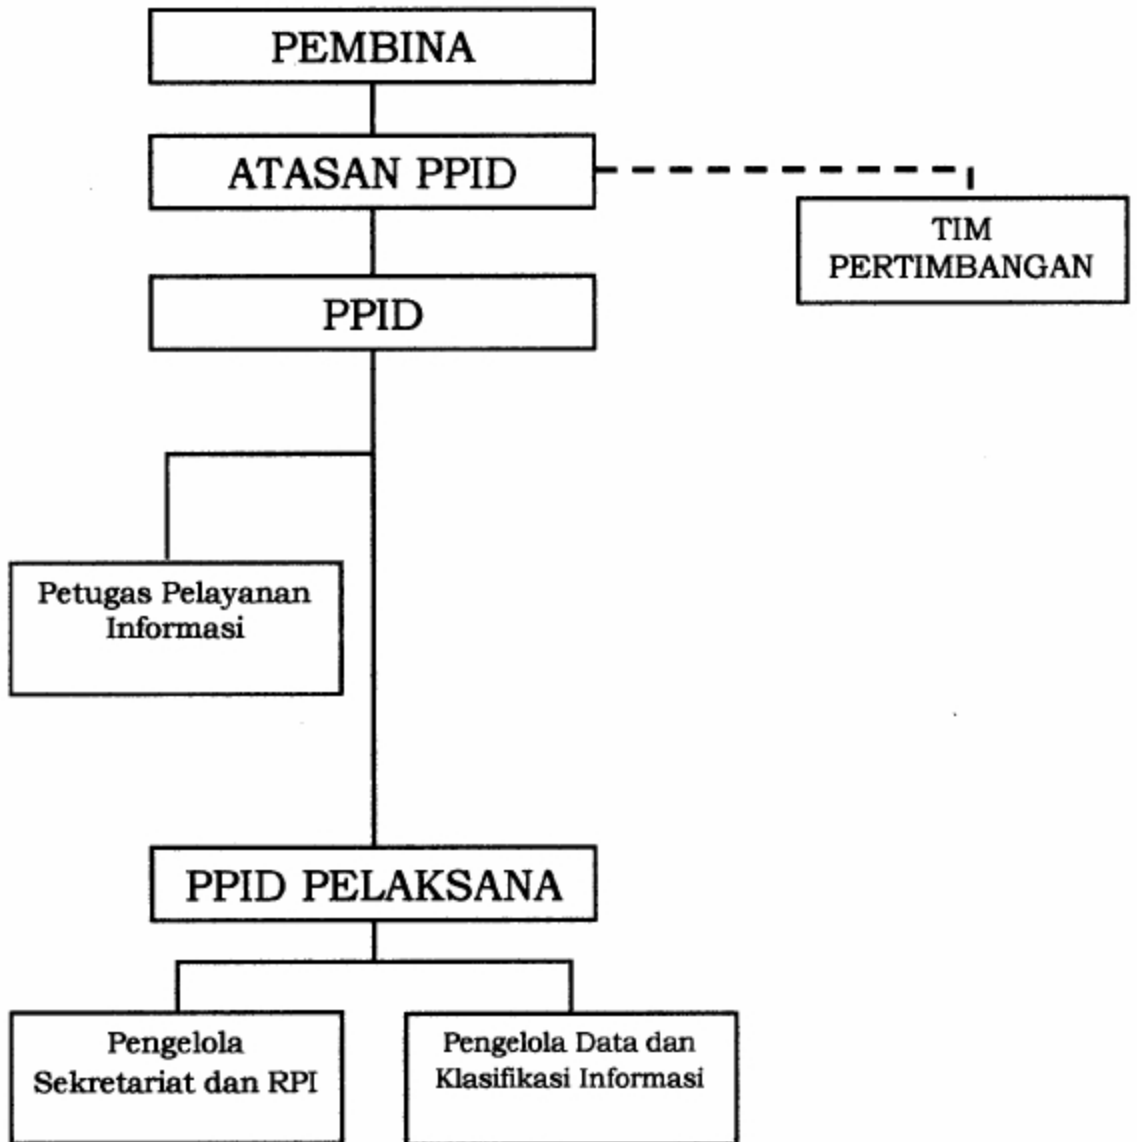 PEMBINA
ATASAN PPID
TIM
PERTIMBANGAN
PPID
Petugas Pelayanan
Informasi
PPID PELAKSANA
Pengelola
Sekretariat dan RPI
Pengelola Data dan
Klasifikasi Informasi